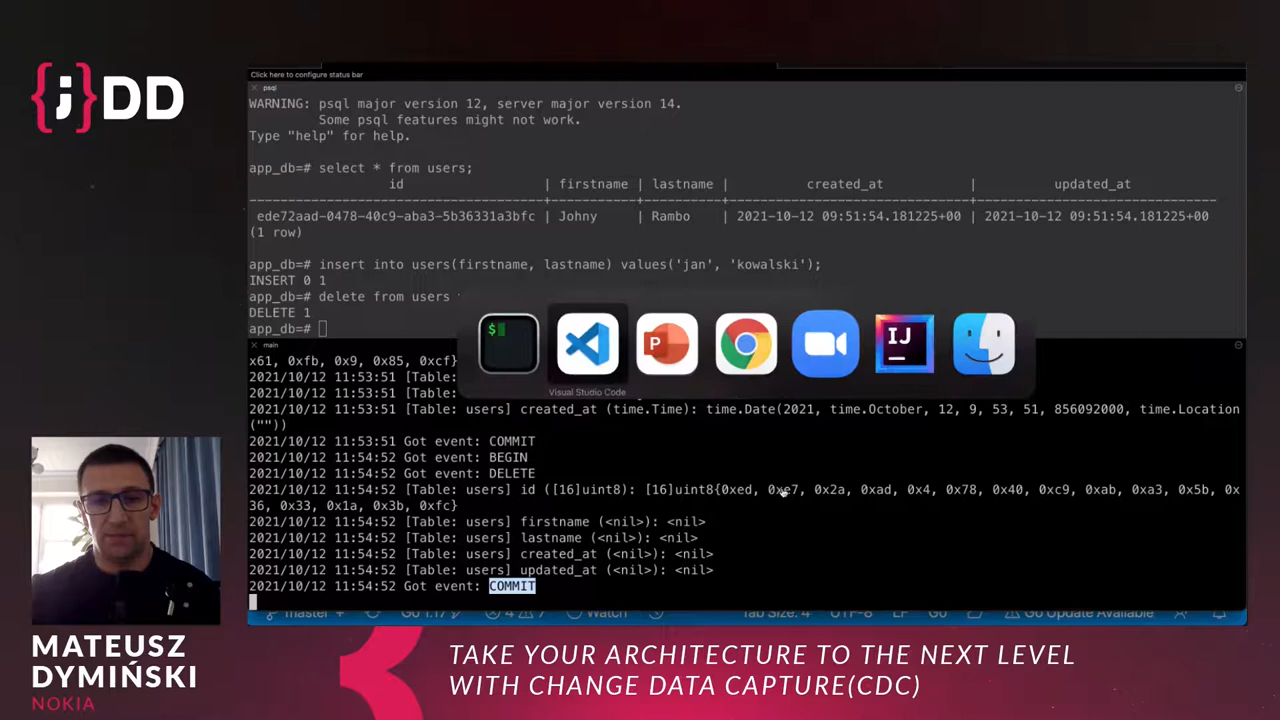 {;}DD
Click here to configure status bar
psql
WARNING: psql major version 12, server major version 14.
Some psql features might not work.
Type "help" for help.
app_db=# select * from users;
id | firstname | lastname | created_at | updated_at
ede72aad-0478-40c9-aba3-5b36331a3bfc | Johny | Rambo | 2021-10-12 09:51:54.181225+00 | 2021-10-12 09:51:54.181225+00
(1 row)
app_db=# insert into users(firstname, lastname) values('jan', 'kowalski');
INSERT 0 1
app_db=# delete from users
DELETE 1
app_db=#
$
P
IJ
Visual Studio Code
main
x61, 0xfb, 0x9, 0x85, 0xcf}
2021/10/12 11:53:51 [Table: users]
2021/10/12 11:53:51 [Table: users]
2021/10/12 11:53:51 [Table: users] created_at (time.Time): time.Date(2021, time.October, 12, 9, 53, 51, 856092000, time.Location
(""))
2021/10/12 11:53:51 Got event: COMMIT
2021/10/12 11:54:52 Got event: BEGIN
2021/10/12 11:54:52 Got event: DELETE
2021/10/12 11:54:52 [Table: users] id ([16]uint8): [16]uint8{0xed, 0xe7, 0x2a, 0xad, 0x4, 0x78, 0x40, 0xc9, 0xab, 0xa3, 0x5b, 0x
36, 0x33, 0x1a, 0x3b, 0xfc}
2021/10/12 11:54:52 [Table: users] firstname (<nil>): <nil>
2021/10/12 11:54:52 [Table: users] lastname (<nil>): <nil>
2021/10/12 11:54:52 [Table: users] created_at (<nil>): <nil>
2021/10/12 11:54:52 [Table: users] updated_at (<nil>): <nil>
2021/10/12 11:54:52 Got event: COMMIT
master Go 1.17 4 7 Watch Tab Size: 4 UTF-8 LF Go Go Update Available
MATEUSZ
DYMIŃSKI
NOKIA
TAKE YOUR ARCHITECTURE TO THE NEXT LEVEL
WITH CHANGE DATA CAPTURE(CDC)